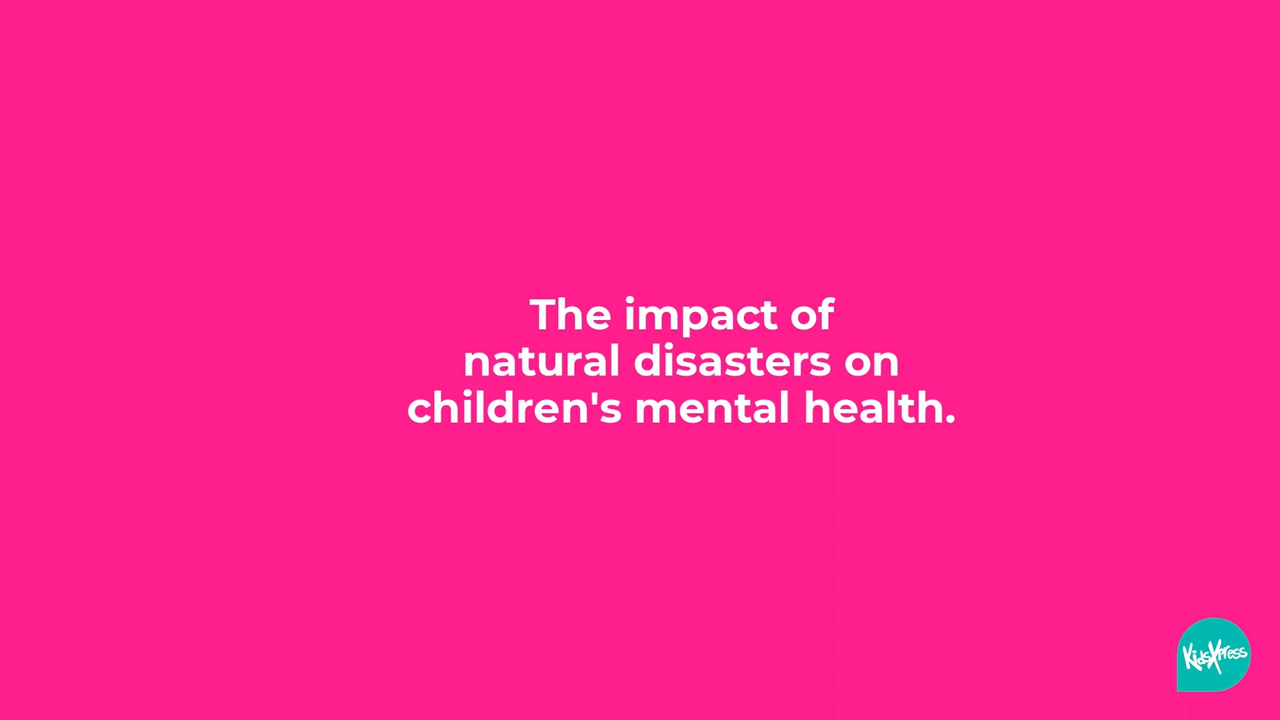 The impact of
natural disasters on
children's mental health.
KidsXpress